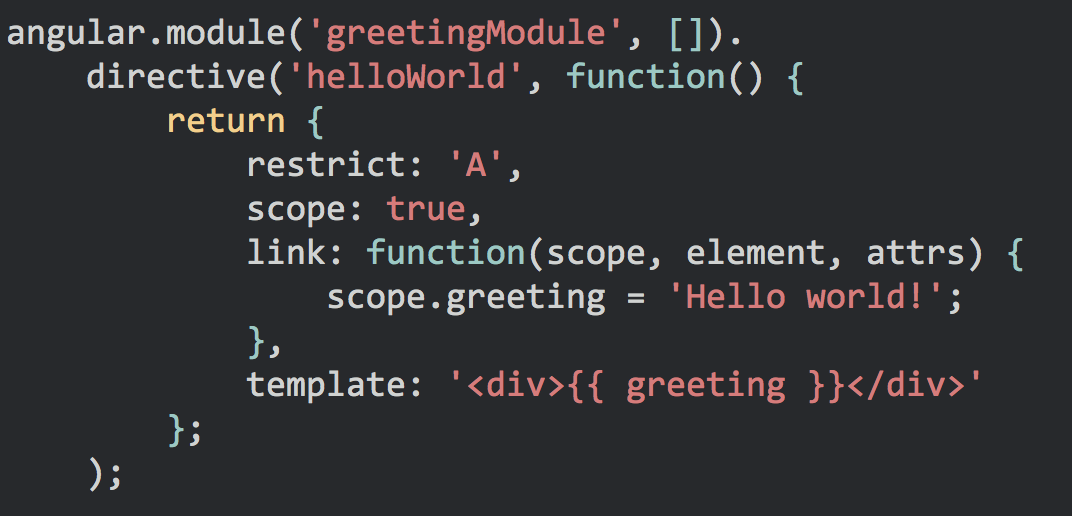 angular.module('greetingModule', []).
directive('helloWorld', function() {
return {
restrict: 'A',
scope: true,
link: function(scope, element, attrs) {
scope.greeting = 'Hello world!';
},
template: '<div>{{ greeting }}</div>'
};
);